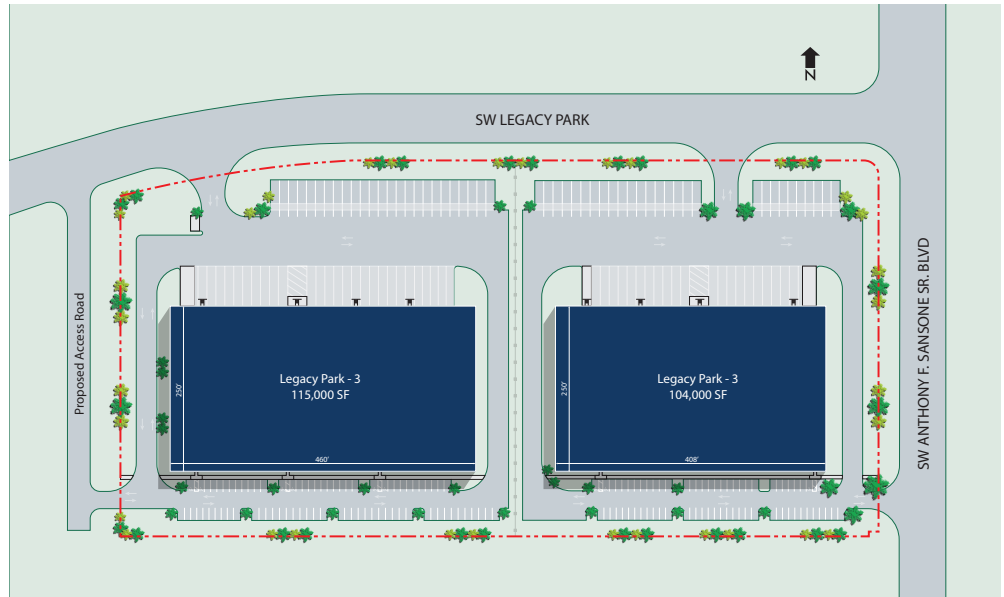 N
SW LEGACY PARK
SW ANTHONY F. SANSONE SR. BLVD
Proposed Access Road
Legacy Park - 3
115,000 SF
250'
460'
Legacy Park - 3
104,000 SF
250'
408'